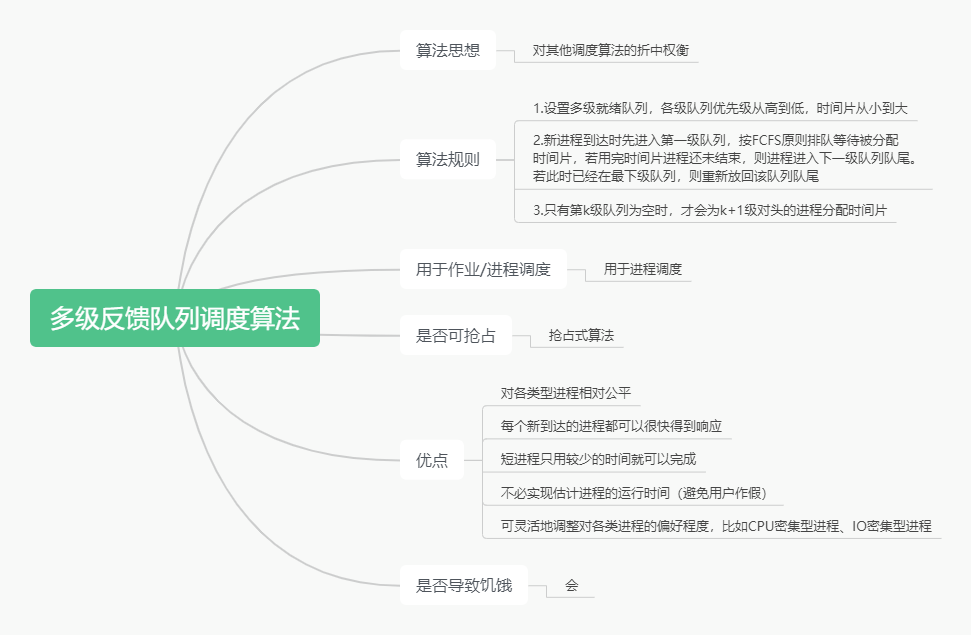 多级反馈队列调度算法
算法思想
对其他调度算法的折中权衡
算法规则
1.设置多级就绪队列，各级队列优先级从高到低，时间片从小到大
2.新进程到达时先进入第一级队列，按FCFS原则排队等待被分配
时间片，若用完时间片进程还未结束，则进程进入下一级队列队尾。
若此时已经在最下级队列，则重新放回该队列队尾
3.只有第k级队列为空时，才会为k+1级对头的进程分配时间片
用于作业/进程调度
用于进程调度
是否可抢占
抢占式算法
优点
对各类型进程相对公平
每个新到达的进程都可以很快得到响应
短进程只用较少的时间就可以完成
不必实现估计进程的运行时间（避免用户作假）
可灵活地调整对各类进程的偏好程度，比如CPU密集型进程、IO密集型进程
是否导致饥饿
会